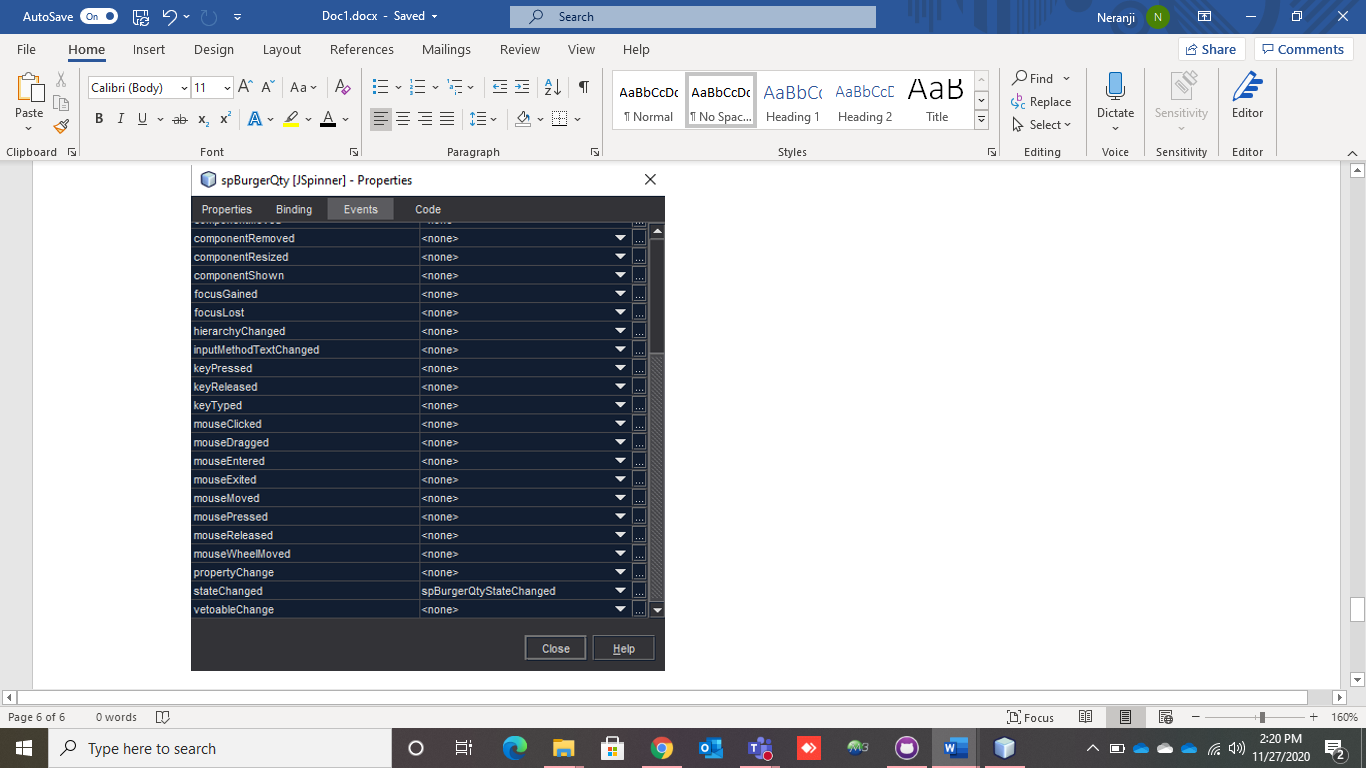 AutoSave On Doc1.docx - Saved Search Neranji N
File Home Insert Design Layout References Mailings Review View Help Share Comments
Paste
Calibri (Body) 11 A A Aa A
B I U ab x2 x2 A A
AaBbCcDc AaBbCcDc AaBbCc AaBbCcD AaB
¶ Normal ¶ No Spac... Heading 1 Heading 2 Title
Find
Replace
Select
Dictate Sensitivity Editor
Clipboard Font Paragraph Styles Editing Voice Sensitivity Editor
spBurgerQty [JSpinner] - Properties
Properties Binding Events Code
componentRemoved <none> ...
componentResized <none> ...
componentShown <none> ...
focusGained <none> ...
focusLost <none> ...
hierarchyChanged <none> ...
inputMethodTextChanged <none> ...
keyPressed <none> ...
keyReleased <none> ...
keyTyped <none> ...
mouseClicked <none> ...
mouseDragged <none> ...
mouseEntered <none> ...
mouseExited <none> ...
mouseMoved <none> ...
mousePressed <none> ...
mouseReleased <none> ...
mouseWheelMoved <none> ...
propertyChange <none> ...
stateChanged spBurgerQtyStateChanged ...
vetoableChange <none> ...
Close Help
Page 6 of 6 0 words Focus 160%
Type here to search
2:20 PM
11/27/2020
2